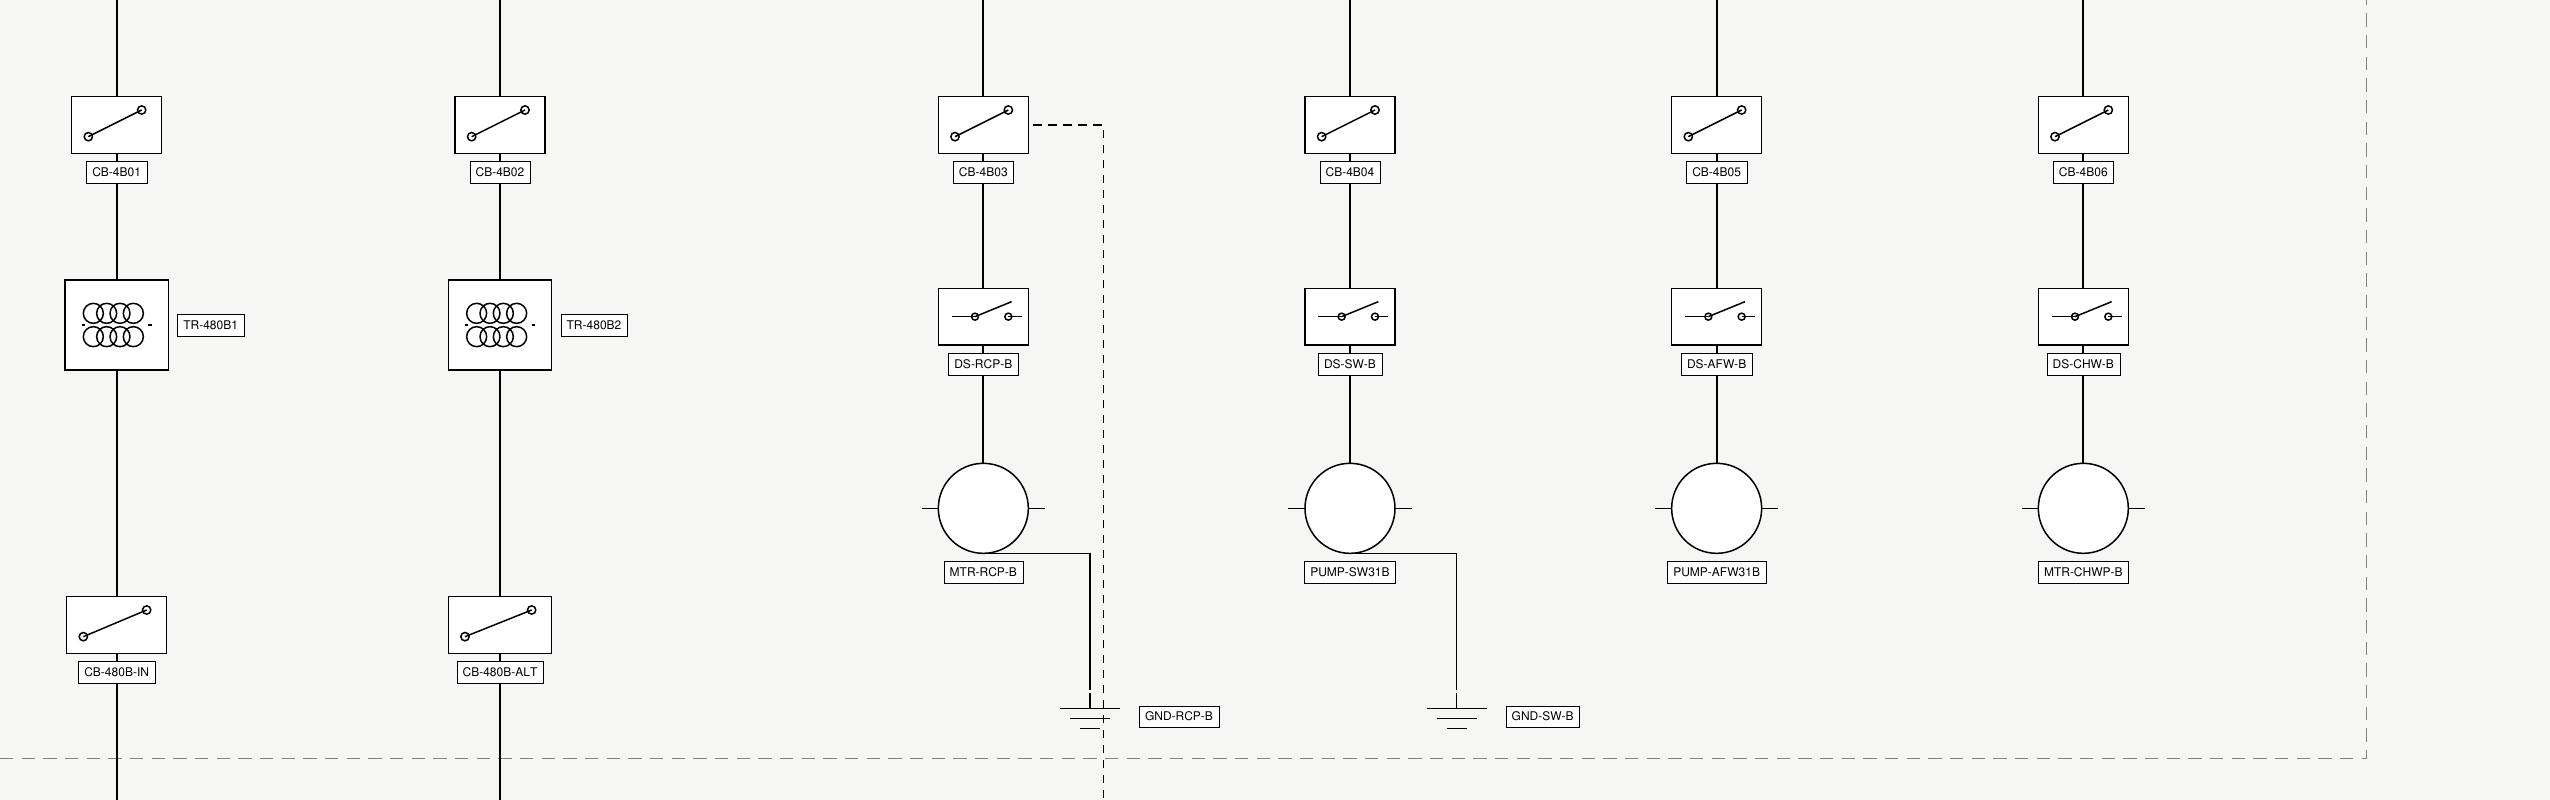 CB-4B01
CB-4B02
CB-4B03
CB-4B04
CB-4B05
CB-4B06
TR-480B1
TR-480B2
DS-RCP-B
DS-SW-B
DS-AFW-B
DS-CHW-B
MTR-RCP-B
PUMP-SW31B
PUMP-AFW31B
MTR-CHWP-B
CB-480B-IN
CB-480B-ALT
GND-RCP-B
GND-SW-B